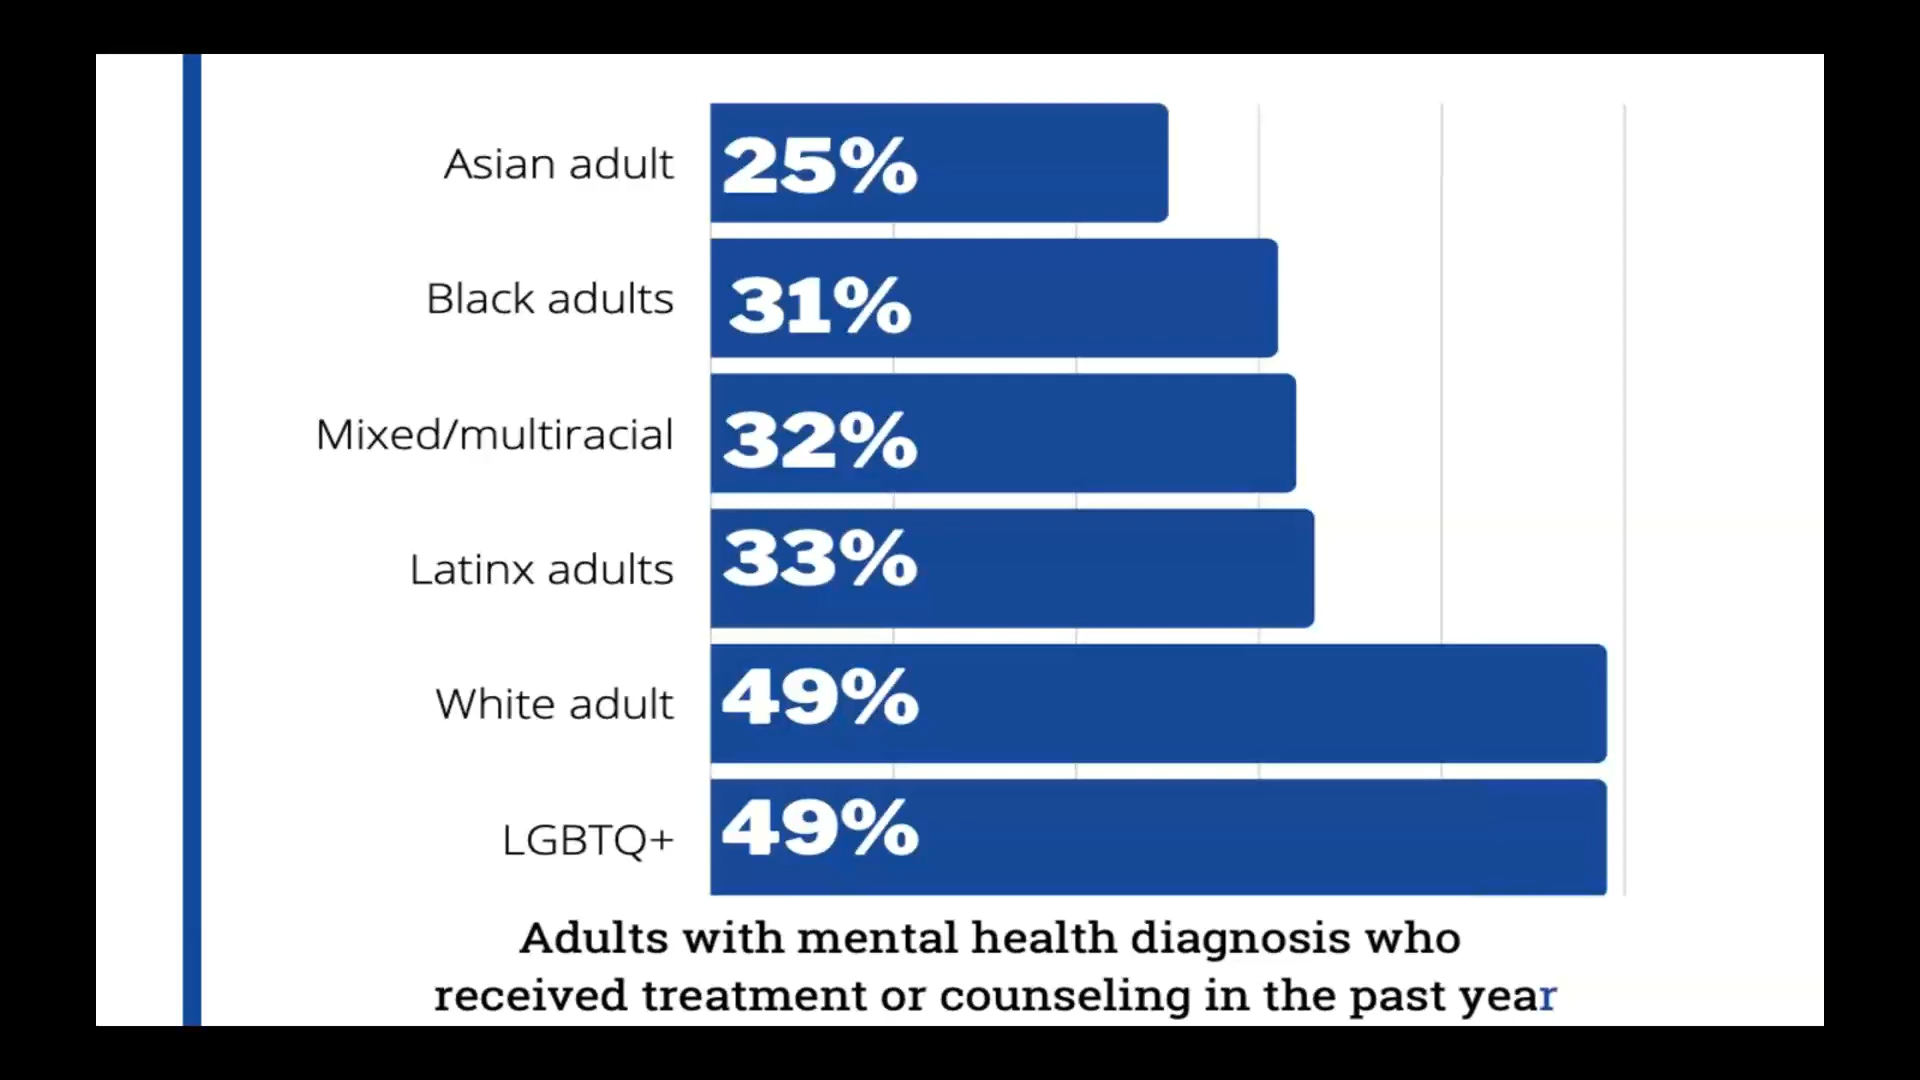 Asian adult 25%
Black adults 31%
Mixed/multiracial 32%
Latinx adults 33%
White adult 49%
LGBTQ+ 49%
Adults with mental health diagnosis who
received treatment or counseling in the past year